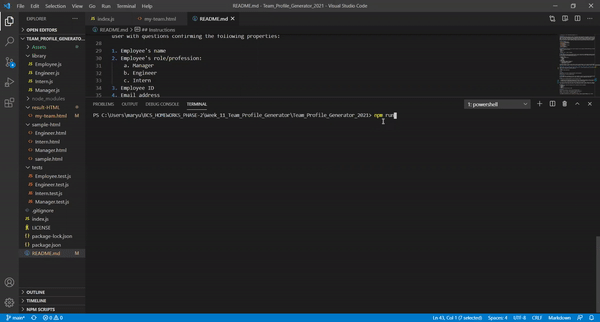 File Edit Selection View Go Run Terminal Help
README.md - Team_Profile_Generator_2021 - Visual Studio Code
EXPLORER
index.js
my-team.html
README.md
OPEN EDITORS
TEAM_PROFILE_GENERATO...
Assets
library
Employee.js
Engineer.js
Intern.js
Manager.js
node_modules
result-HTML
my-team.html M
sample-html
Engineer.html
Intern.html
Manager.html
sample.html
tests
Employee.test.js
Engineer.test.js
Intern.test.js
Manager.test.js
.gitignore
index.js
LICENSE
package-lock.json
package.json
README.md M
OUTLINE
TIMELINE
NPM SCRIPTS
README.md > ## Instructions
user with questions confirming the following properties:
28
29
30 1. Employee's name
31 2. Employee's role/profession:
32 a. Manager
33 b. Engineer
34 c. Intern
35 3. Employee ID
36 4. Email address
PROBLEMS OUTPUT DEBUG CONSOLE TERMINAL
1: powershell
PS C:\Users\maryu\BCS_HOMEWORKS_PHASE-2\Week_11_Team_Profile_Generator\Team_Profile_Generator_2021> npm run
main*
0 0
Ln 43, Col 1 (7 selected)
Spaces: 4
UTF-8
CRLF
Markdown